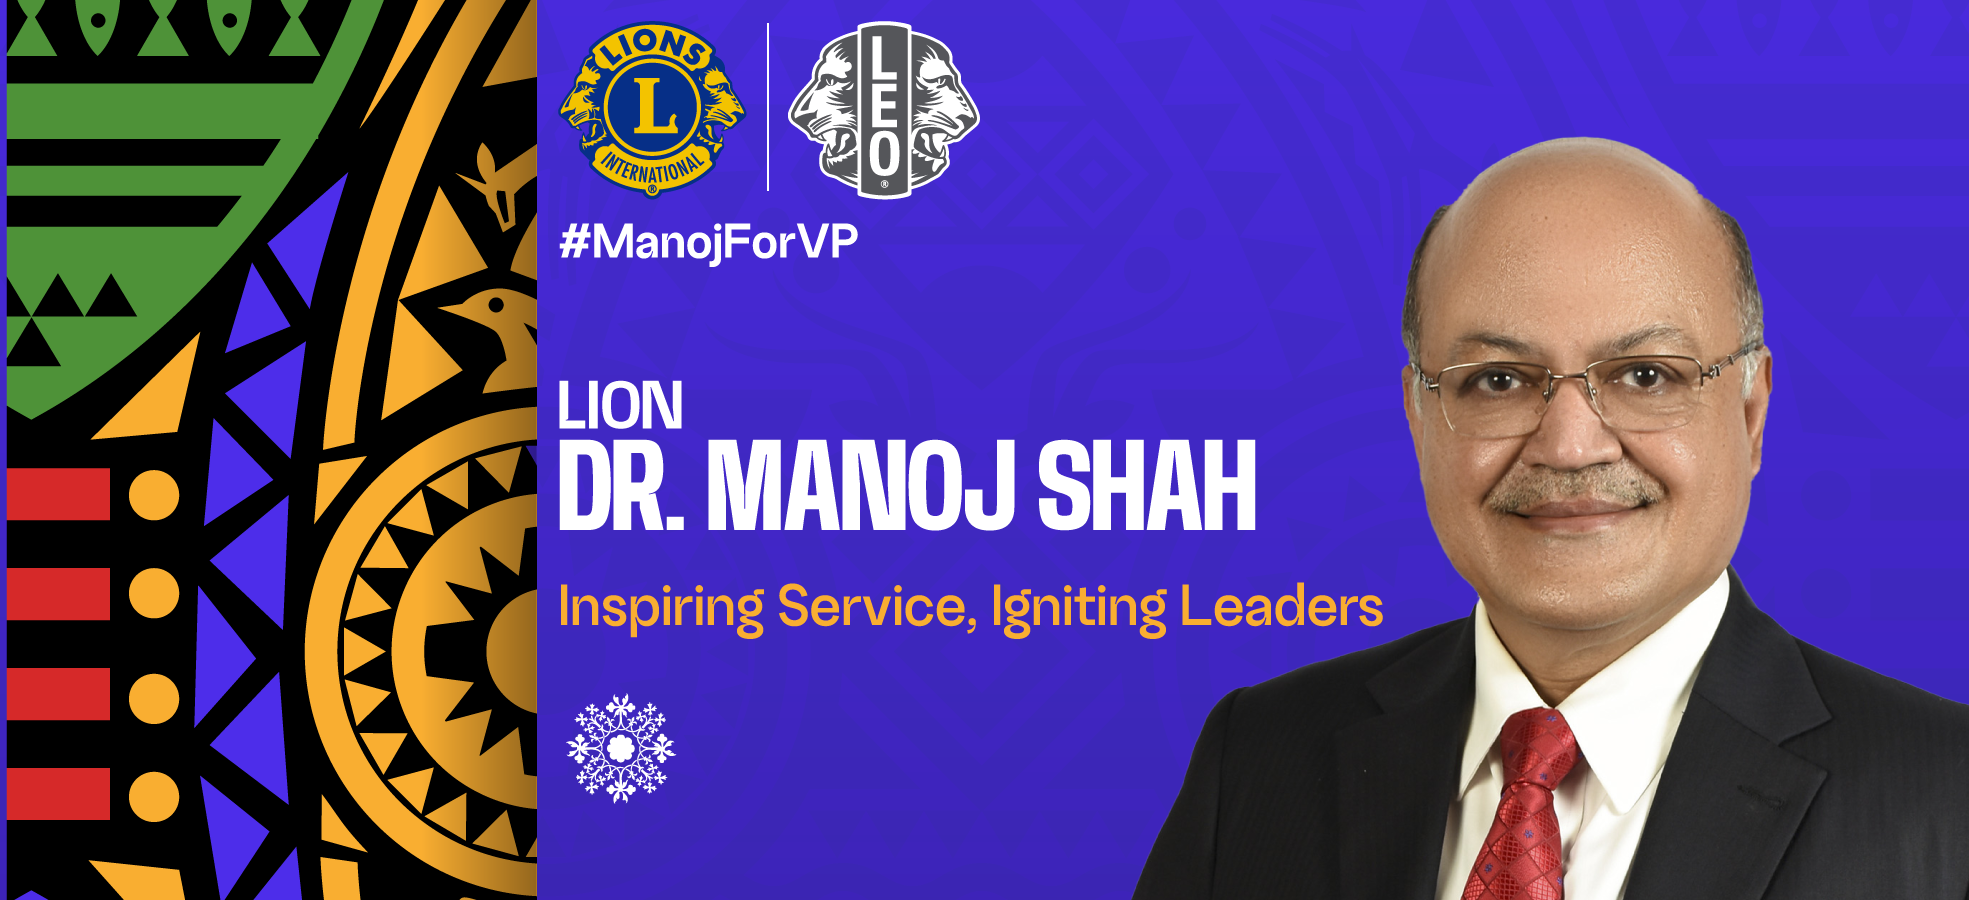 LIONS
L
INTERNATIONAL
®
LEO
®
#ManojForVP
LION
DR. MANOJ SHAH
Inspiring Service, Igniting Leaders